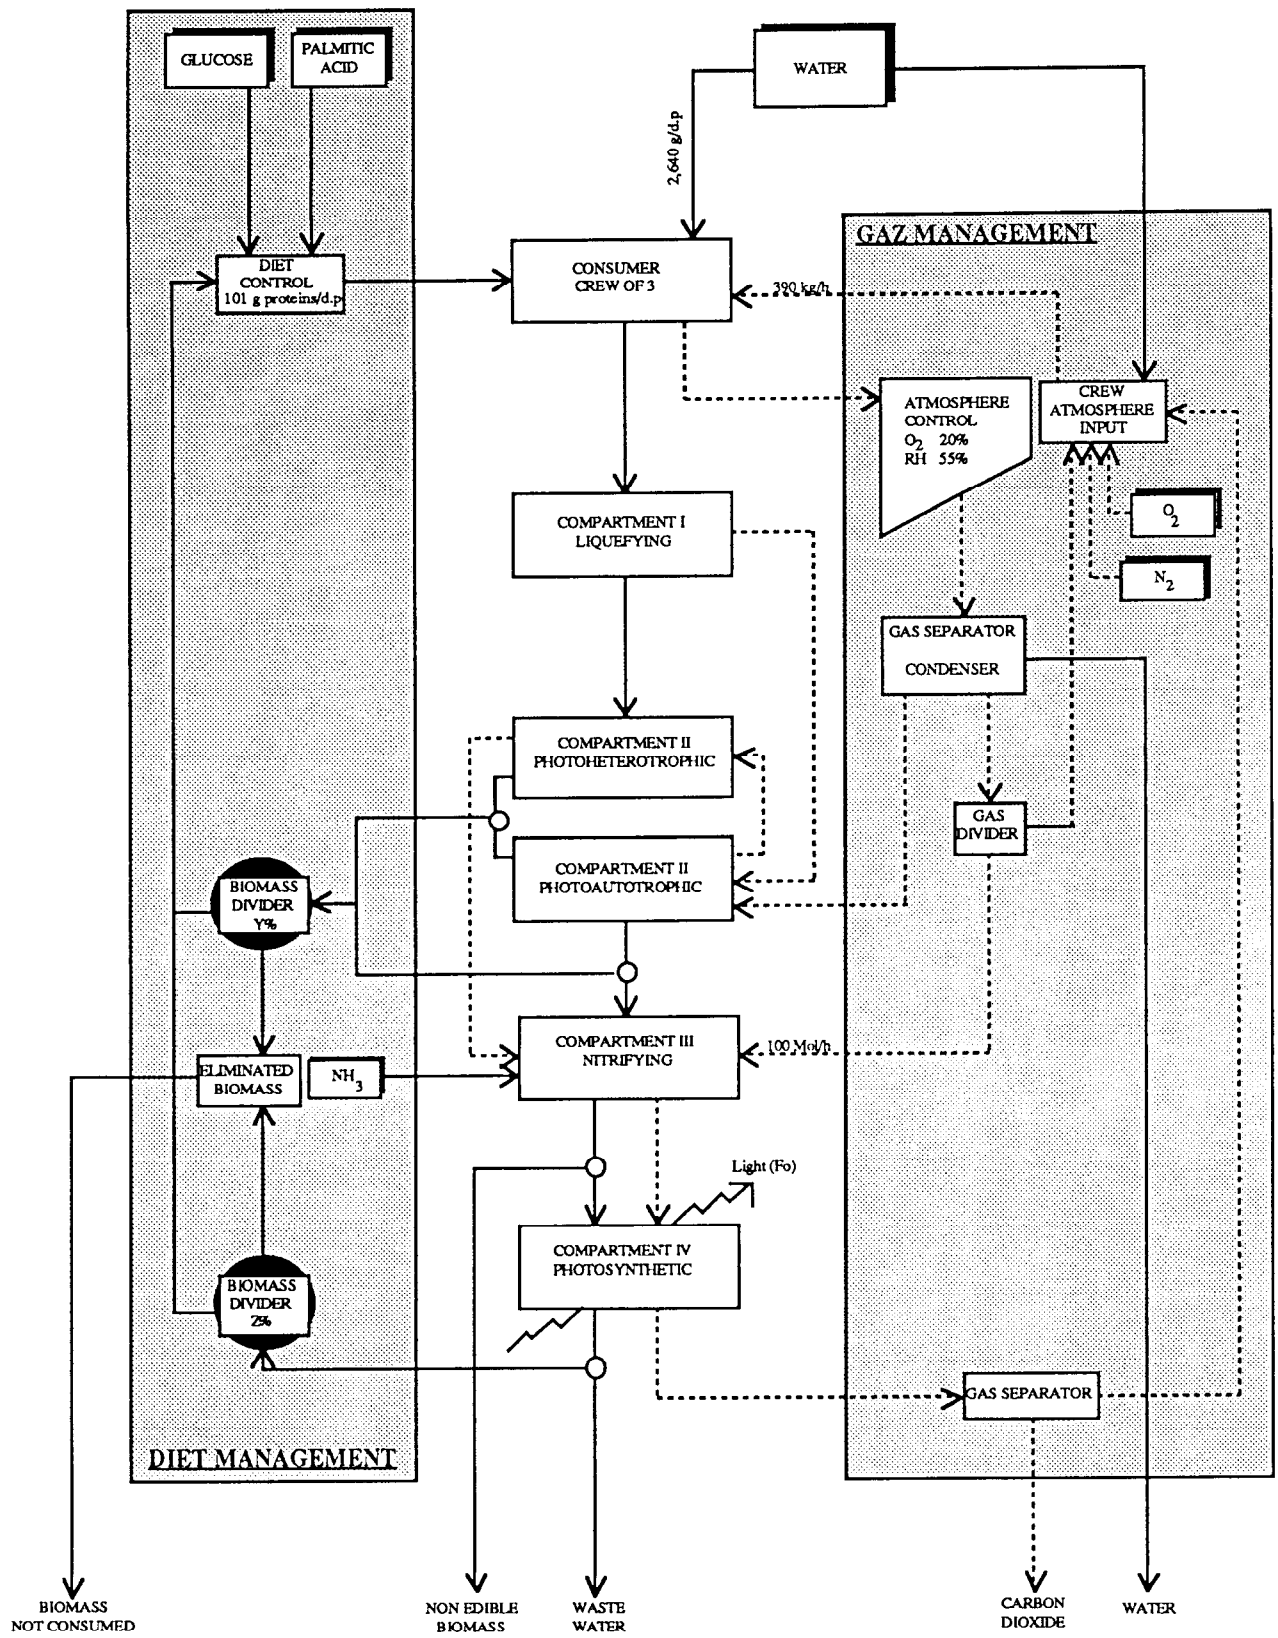 GLUCOSE
PALMITIC
ACID
WATER
2,640 g/d.p
GAZ MANAGEMENT
DIET
CONTROL
101 g proteins/d.p
CONSUMER
CREW OF 3
390 kg/h
ATMOSPHERE
CONTROL
O2 20%
RH 55%
CREW
ATMOSPHERE
INPUT
O2
N2
COMPARTMENT I
LIQUEFYING
GAS SEPARATOR
CONDENSER
COMPARTMENT II
PHOTOHETEROTROPHIC
GAS
DIVIDER
COMPARTMENT II
PHOTOAUTOTROPHIC
BIOMASS
DIVIDER
Y%
COMPARTMENT III
NITRIFYING
100 Mol/h
ELIMINATED
BIOMASS
NH3
Light (Fo)
COMPARTMENT IV
PHOTOSYNTHETIC
BIOMASS
DIVIDER
Z%
GAS SEPARATOR
DIET MANAGEMENT
BIOMASS
NOT CONSUMED
NON EDIBLE
BIOMASS
WASTE
WATER
CARBON
DIOXIDE
WATER